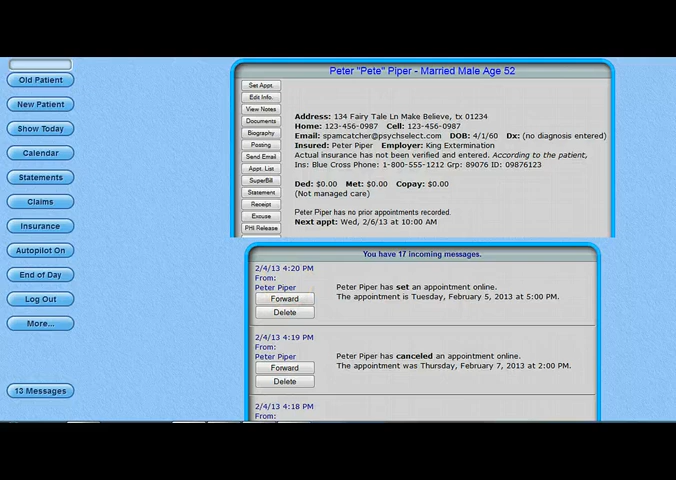 Old Patient
New Patient
Show Today
Calendar
Statements
Claims
Insurance
Autopilot On
End of Day
Log Out
More...
13 Messages
Peter "Pete" Piper - Married Male Age 52
Set Appt.
Edit Info.
View Notes
Documents
Biography
Posting
Send Email
Appt. List
SuperBill
Statement
Receipt
Excuse
PHI Release
Address: 134 Fairy Tale Ln Make Believe, tx 01234
Home: 123-456-0987 Cell: 123-456-0987
Email: spamcatcher@psychselect.com DOB: 4/1/60 Dx: (no diagnosis entered)
Insured: Peter Piper Employer: King Extermination
Actual insurance has not been verified and entered. According to the patient,
Ins: Blue Cross Phone: 1-800-555-1212 Grp: 89076 ID: 09876123
Ded: $0.00 Met: $0.00 Copay: $0.00
(Not managed care)
Peter Piper has no prior appointments recorded.
Next appt: Wed, 2/6/13 at 10:00 AM
You have 17 incoming messages.
2/4/13 4:20 PM
From:
Peter Piper
Forward
Delete
Peter Piper has set an appointment online.
The appointment is Tuesday, February 5, 2013 at 5:00 PM.
2/4/13 4:19 PM
From:
Peter Piper
Forward
Delete
Peter Piper has canceled an appointment online.
The appointment was Thursday, February 7, 2013 at 2:00 PM.
2/4/13 4:18 PM
From: